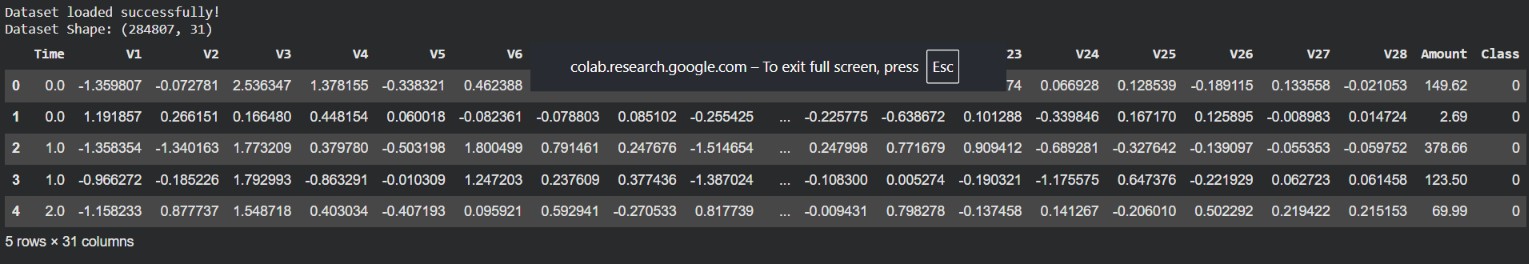 Dataset loaded successfully!
Dataset Shape: (284807, 31)
Time V1 V2 V3 V4 V5 V6 23 V24 V25 V26 V27 V28 Amount Class
colab.research.google.com – To exit full screen, press Esc
0 0.0 -1.359807 -0.072781 2.536347 1.378155 -0.338321 0.462388 74 0.066928 0.128539 -0.189115 0.133558 -0.021053 149.62 0
1 0.0 1.191857 0.266151 0.166480 0.448154 0.060018 -0.082361 -0.078803 0.085102 -0.255425 ... -0.225775 -0.638672 0.101288 -0.339846 0.167170 0.125895 -0.008983 0.014724 2.69 0
2 1.0 -1.358354 -1.340163 1.773209 0.379780 -0.503198 1.800499 0.791461 0.247676 -1.514654 ... 0.247998 0.771679 0.909412 -0.689281 -0.327642 -0.139097 -0.055353 -0.059752 378.66 0
3 1.0 -0.966272 -0.185226 1.792993 -0.863291 -0.010309 1.247203 0.237609 0.377436 -1.387024 ... -0.108300 0.005274 -0.190321 -1.175575 0.647376 -0.221929 0.062723 0.061458 123.50 0
4 2.0 -1.158233 0.877737 1.548718 0.403034 -0.407193 0.095921 0.592941 -0.270533 0.817739 ... -0.009431 0.798278 -0.137458 0.141267 -0.206010 0.502292 0.219422 0.215153 69.99 0
5 rows × 31 columns